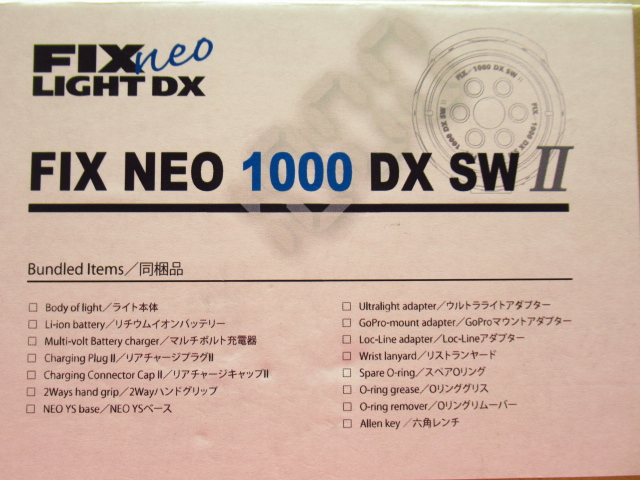 FIX neo
LIGHT DX
FIX- 1000 DX SW II
FIX NEO 1000 DX SW II
Bundled Items／同梱品
□ Body of light／ライト本体
□ Li-ion battery／リチウムイオンバッテリー
□ Multi-volt Battery charger／マルチボルト充電器
□ Charging Plug II／リアチャージプラグII
□ Charging Connector Cap II／リアチャージキャップII
□ 2Ways hand grip／2Wayハンドグリップ
□ NEO YS base／NEO YSベース
□ Ultralight adapter／ウルトラライトアダプター
□ GoPro-mount adapter／GoProマウントアダプター
□ Loc-Line adapter／Loc-Lineアダプター
□ Wrist lanyard／リストランヤード
□ Spare O-ring／スペアOリング
□ O-ring grease／Oリンググリス
□ O-ring remover／Oリングリムーバー
□ Allen key／六角レンチ